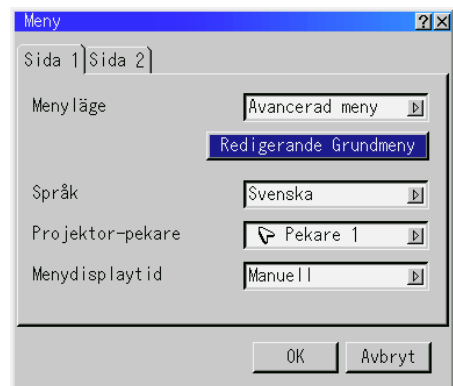 Meny
Sida 1 Sida 2
Menyläge Avancerad meny
Redigerande Grundmeny
Språk Svenska
Projektor-pekare Pekare 1
Menydisplaytid Manuell
OK Avbryt